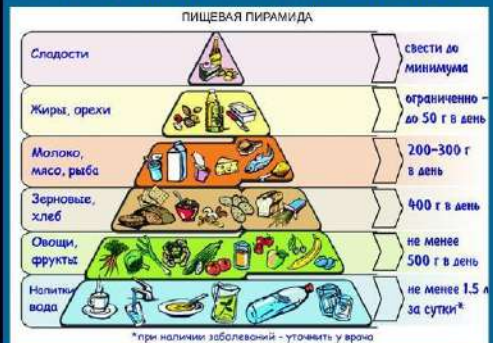 ПИЩЕВАЯ ПИРАМИДА
Сладости
свести до
минимума
Жиры, орехи
ограниченно –
до 50 г в день
Молоко,
мясо, рыба
200-300 г
в день
Зерновые,
хлеб
400 г в день
Овощи,
фрукты
не менее
500 г в день
Напитки
вода
не менее 1.5 л
за сутки*
*при наличии заболеваний - уточнить у врача